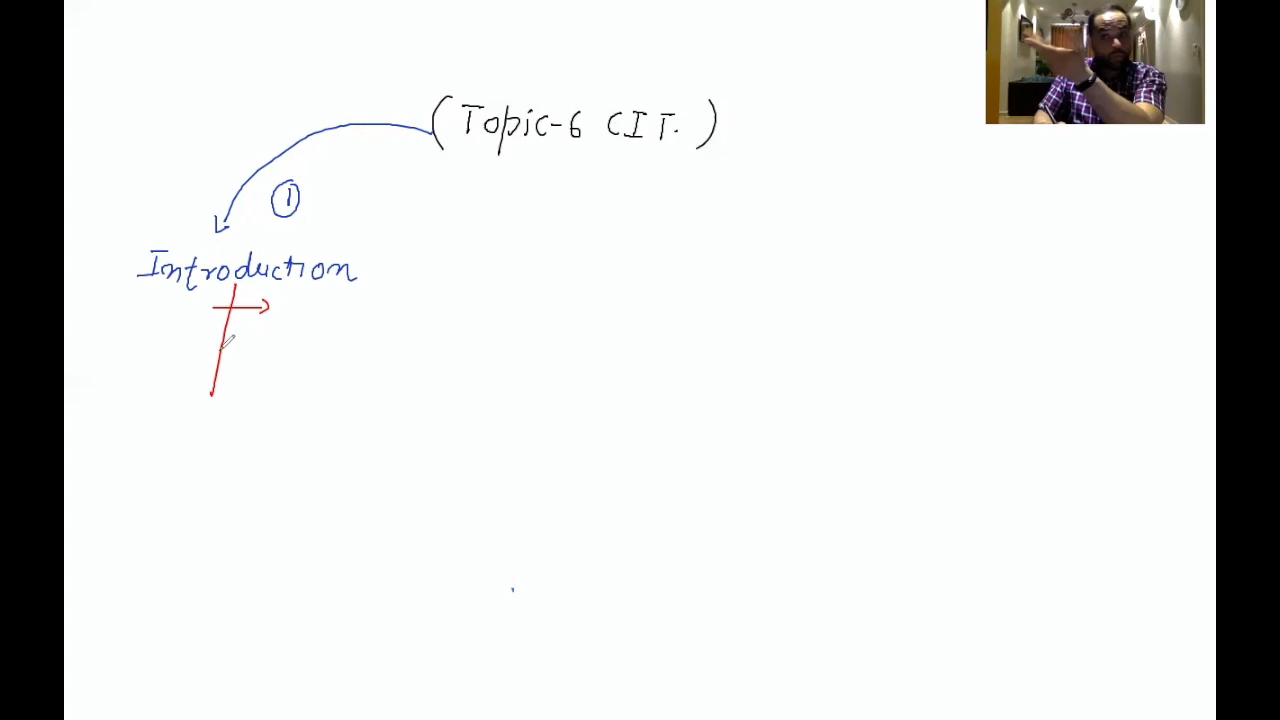 (Topic-6 CIT.)
①
Introduction